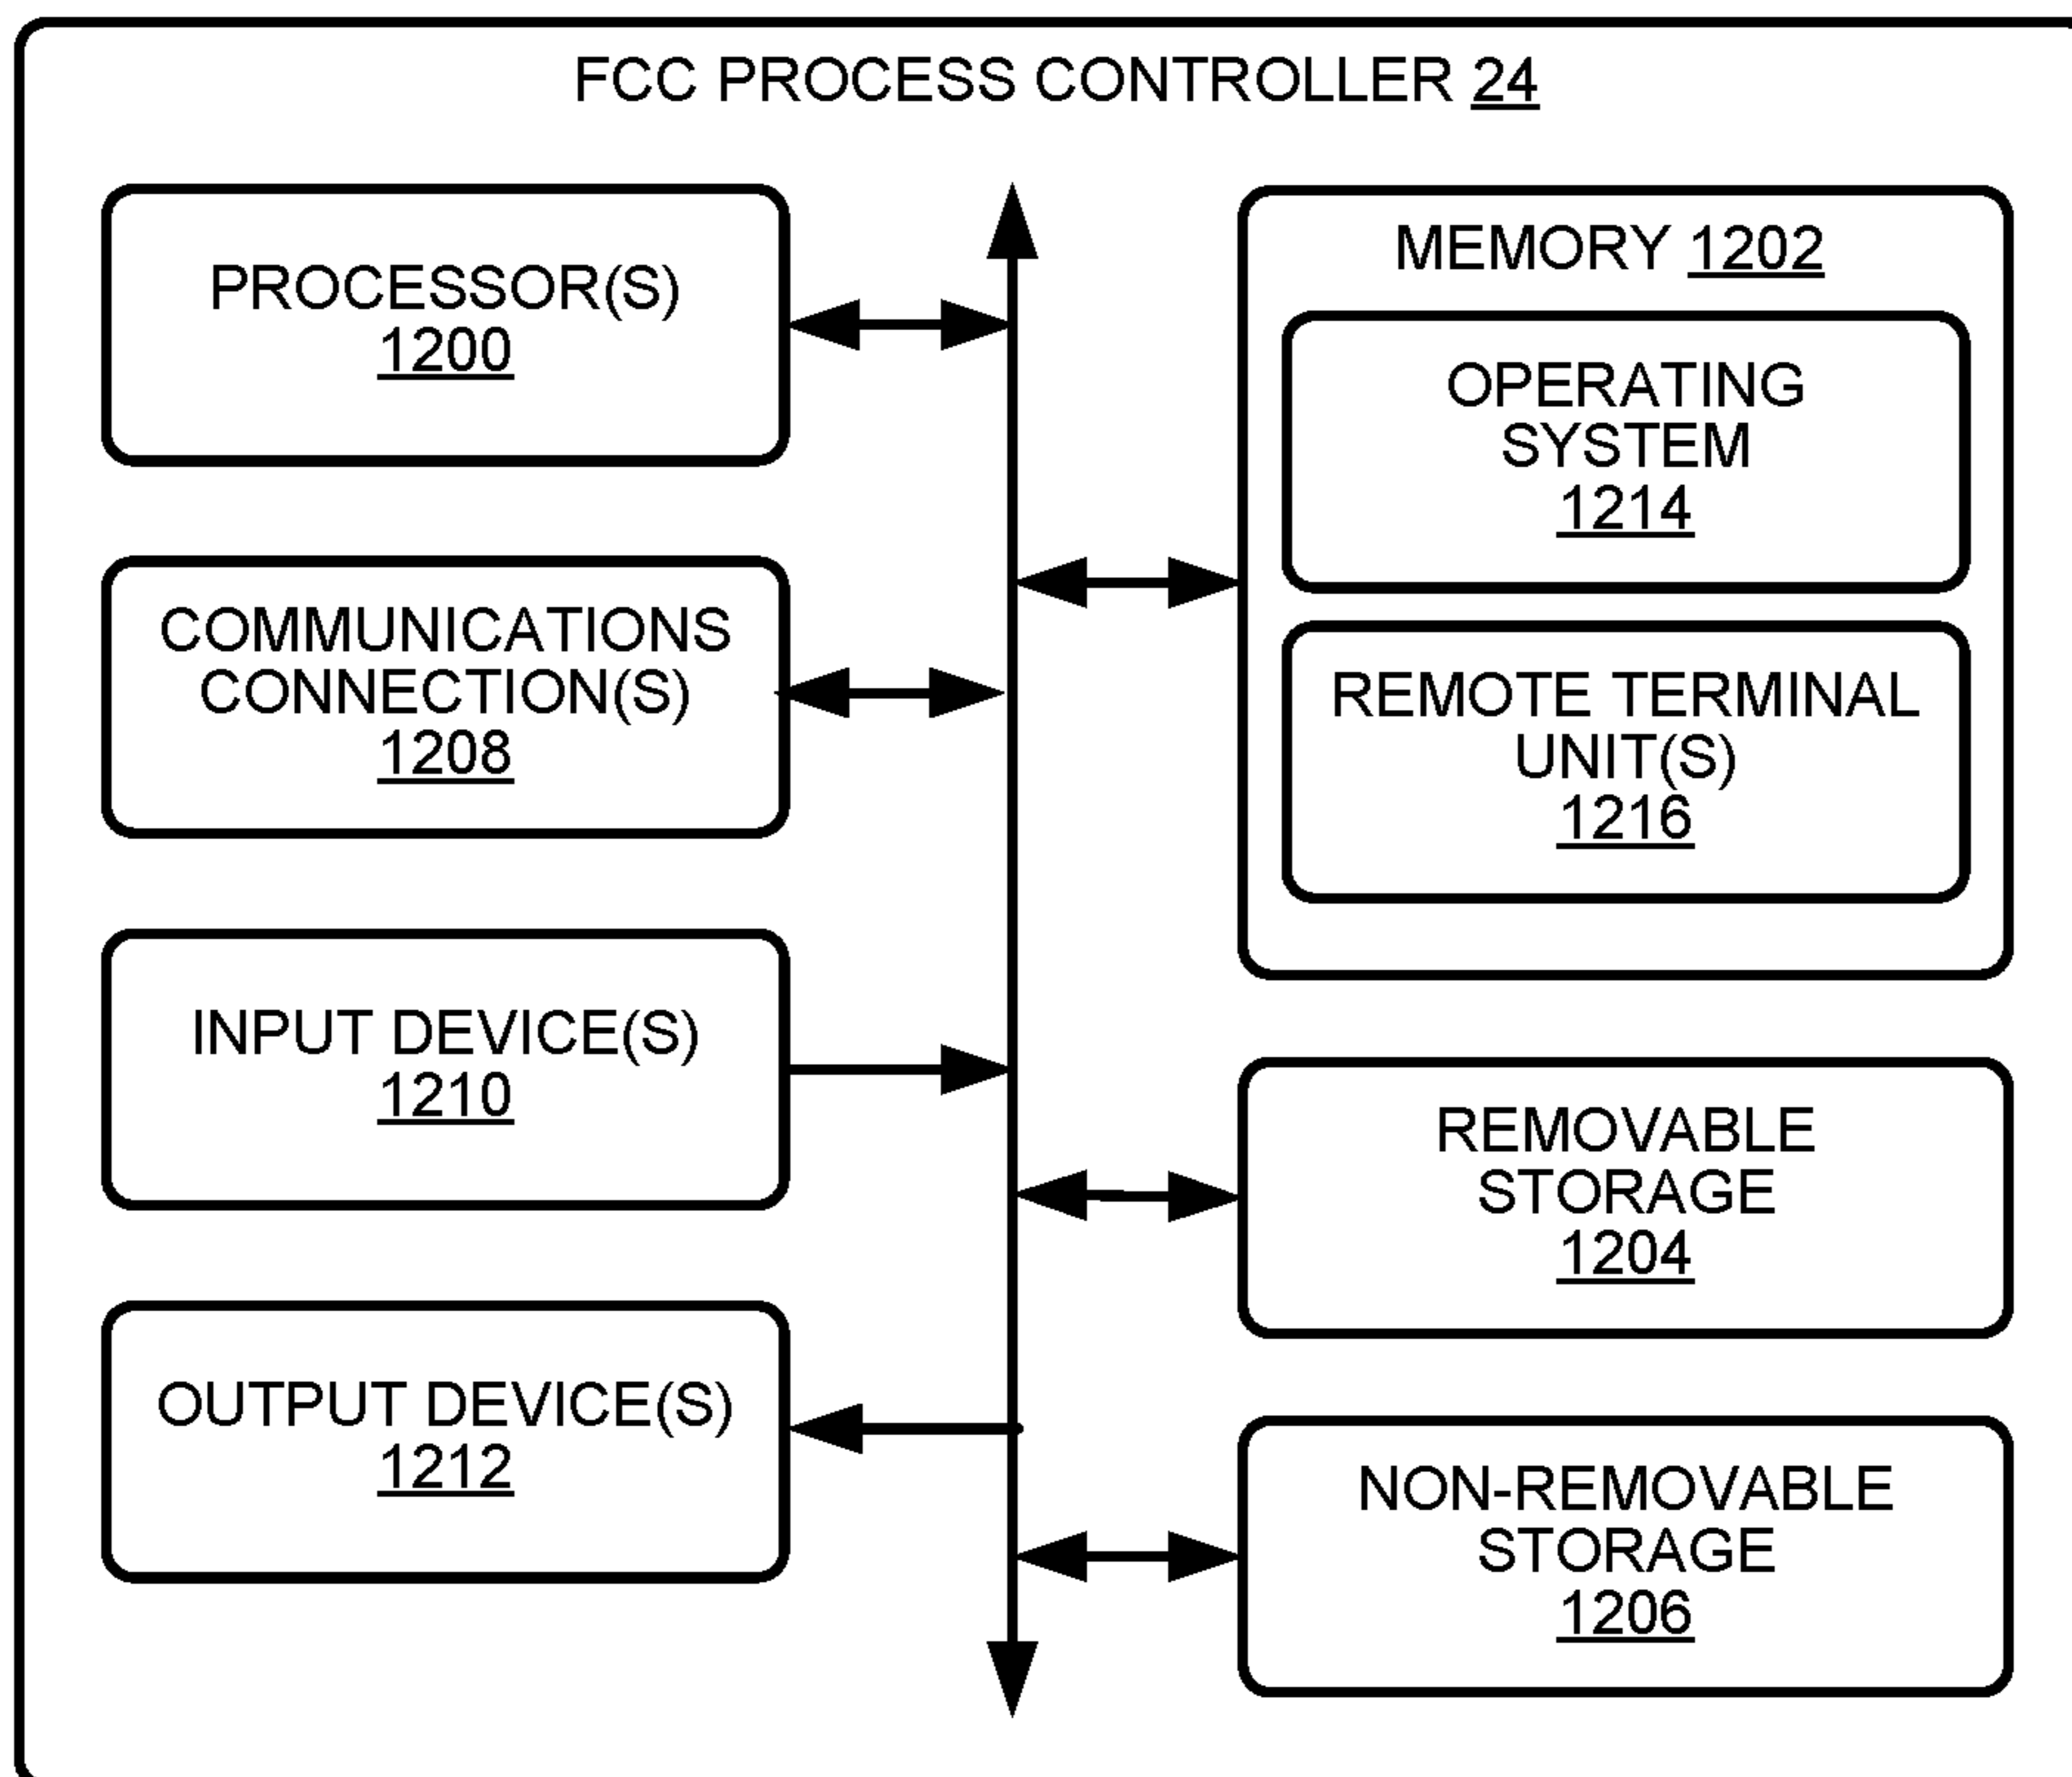 FCC PROCESS CONTROLLER 24
PROCESSOR(S)
1200
COMMUNICATIONS
CONNECTION(S)
1208
INPUT DEVICE(S)
1210
OUTPUT DEVICE(S)
1212
MEMORY 1202
OPERATING
SYSTEM
1214
REMOTE TERMINAL
UNIT(S)
1216
REMOVABLE
STORAGE
1204
NON-REMOVABLE
STORAGE
1206